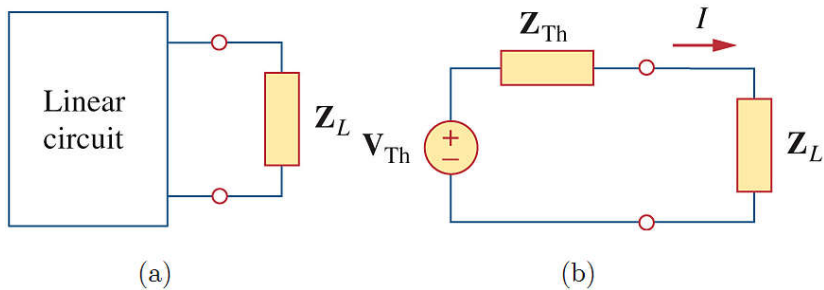 Linear
circuit
Z_L
(a)
Z_Th
I
V_Th
+
−
Z_L
(b)